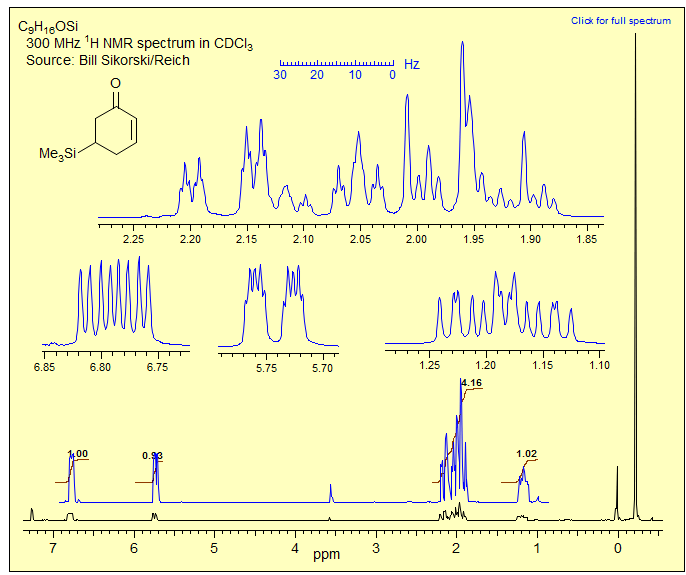 Click for full spectrum
C9H16OSi
300 MHz 1H NMR spectrum in CDCl3
Source: Bill Sikorski/Reich
Hz
30 20 10 0
O
Me3Si
2.25 2.20 2.15 2.10 2.05 2.00 1.95 1.90 1.85
6.85 6.80 6.75
5.75 5.70
1.25 1.20 1.15 1.10
4.16
1.00 0.93 1.02
7 6 5 4 3 2 1 0
ppm